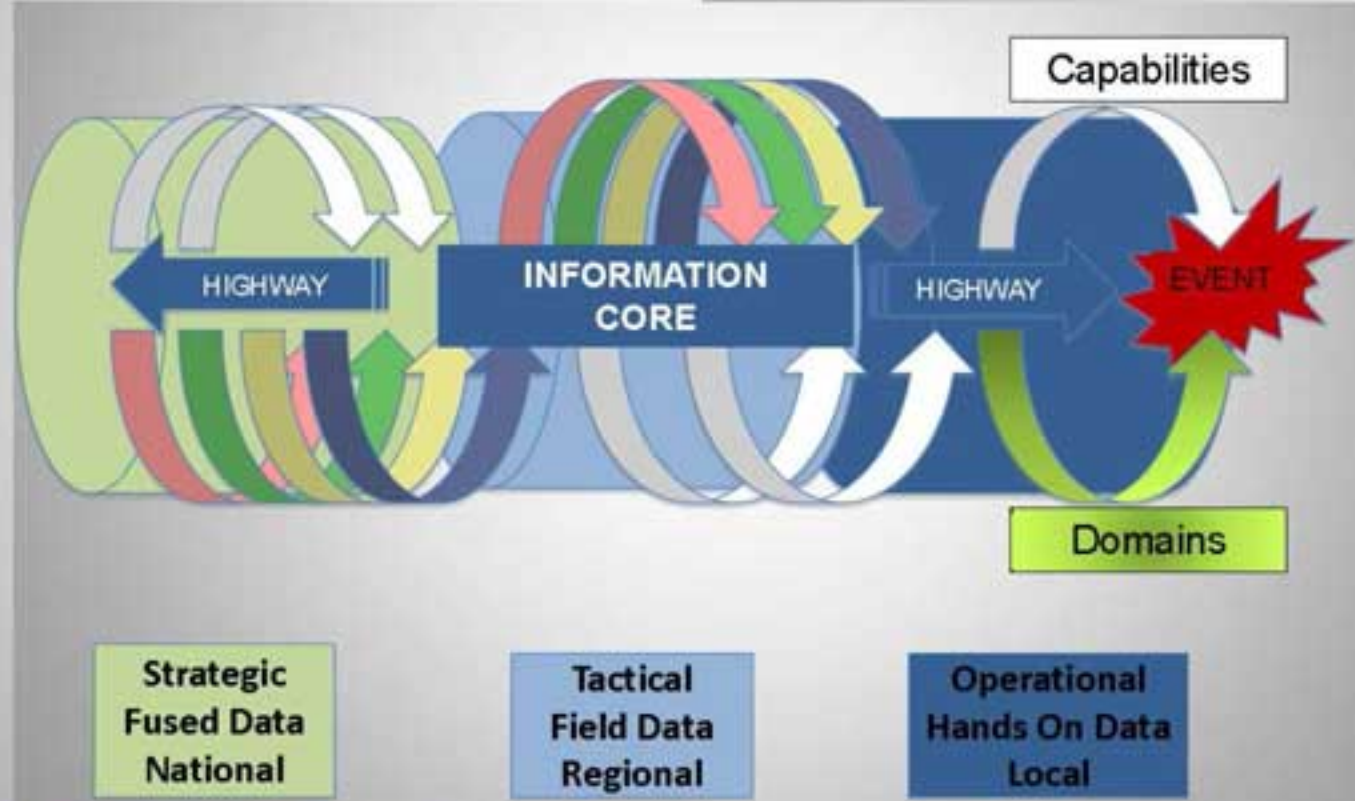 Capabilities
HIGHWAY
INFORMATION
CORE
HIGHWAY
EVENT
Domains
Strategic
Fused Data
National
Tactical
Field Data
Regional
Operational
Hands On Data
Local